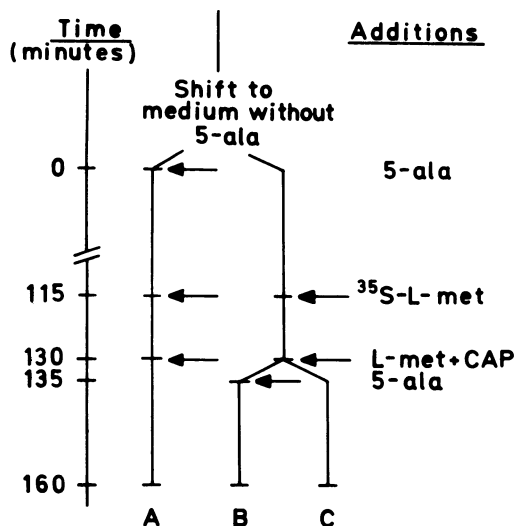 Time
(minutes)
Additions
Shift to
medium without
5-ala
0
5-ala
115
35S-L-met
130
L-met+CAP
135
5-ala
160
A
B
C